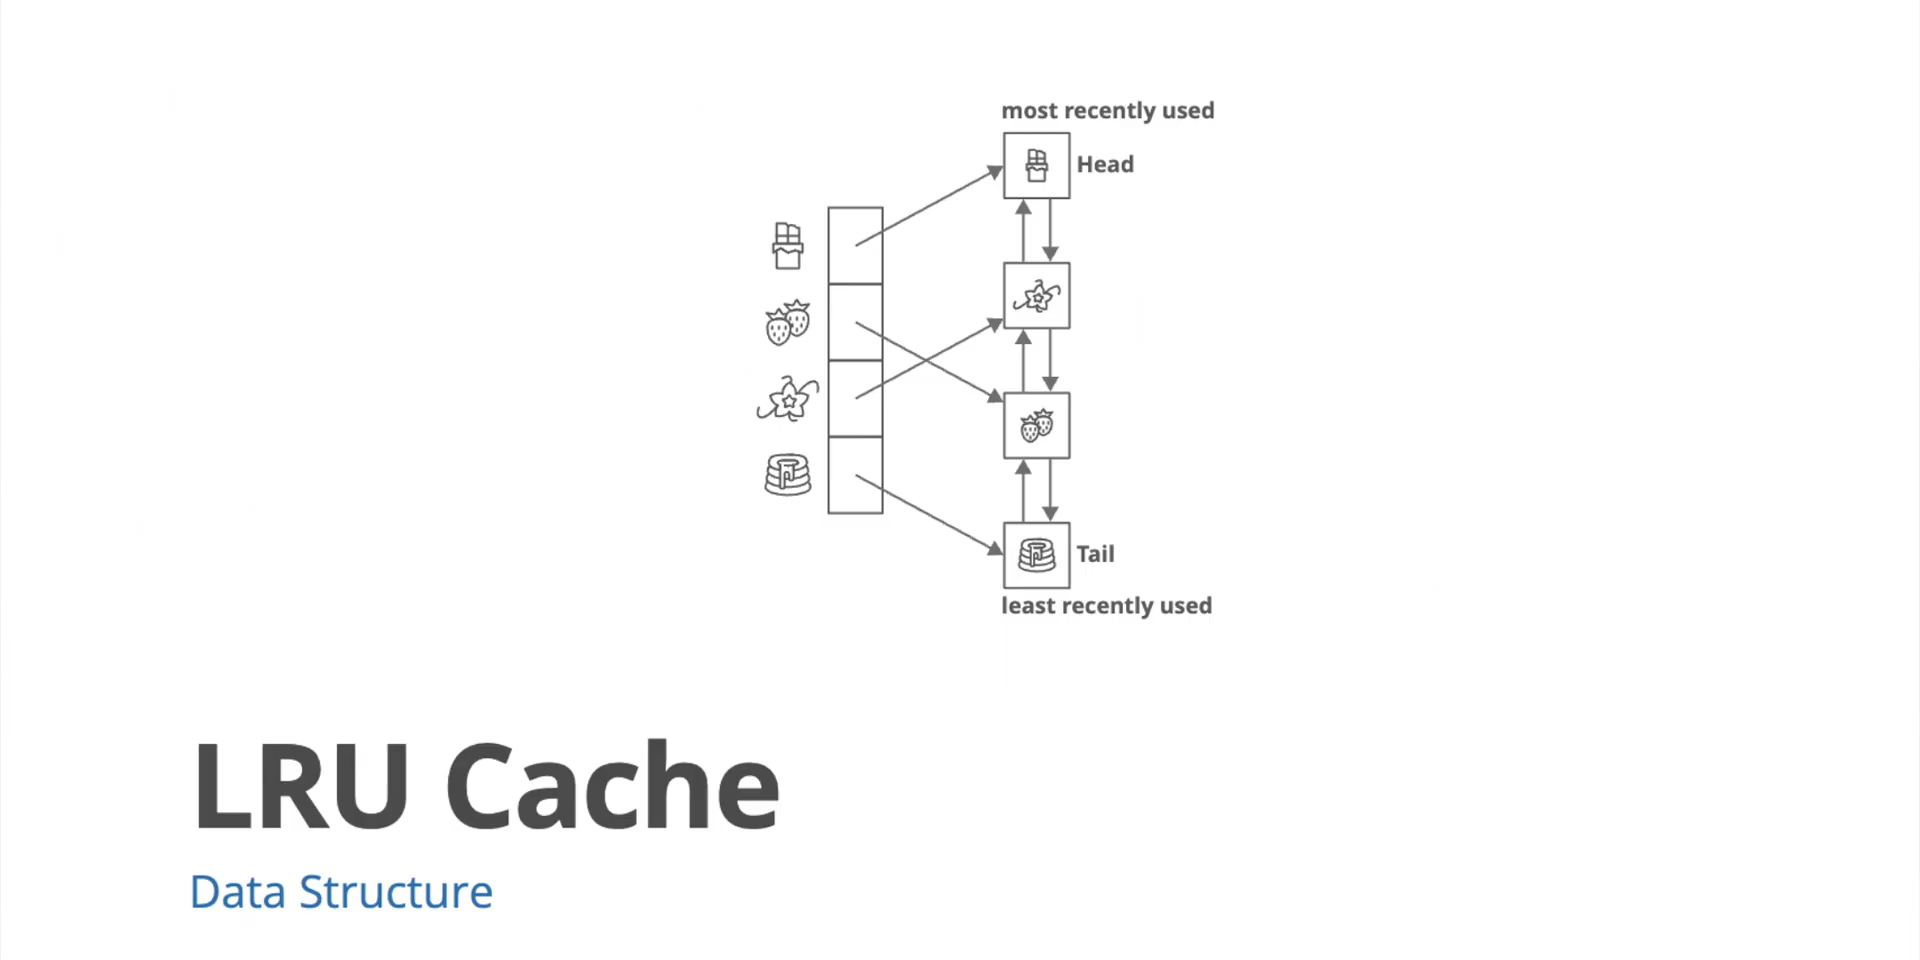 most recently used
Head
Tail
least recently used
LRU Cache
Data Structure